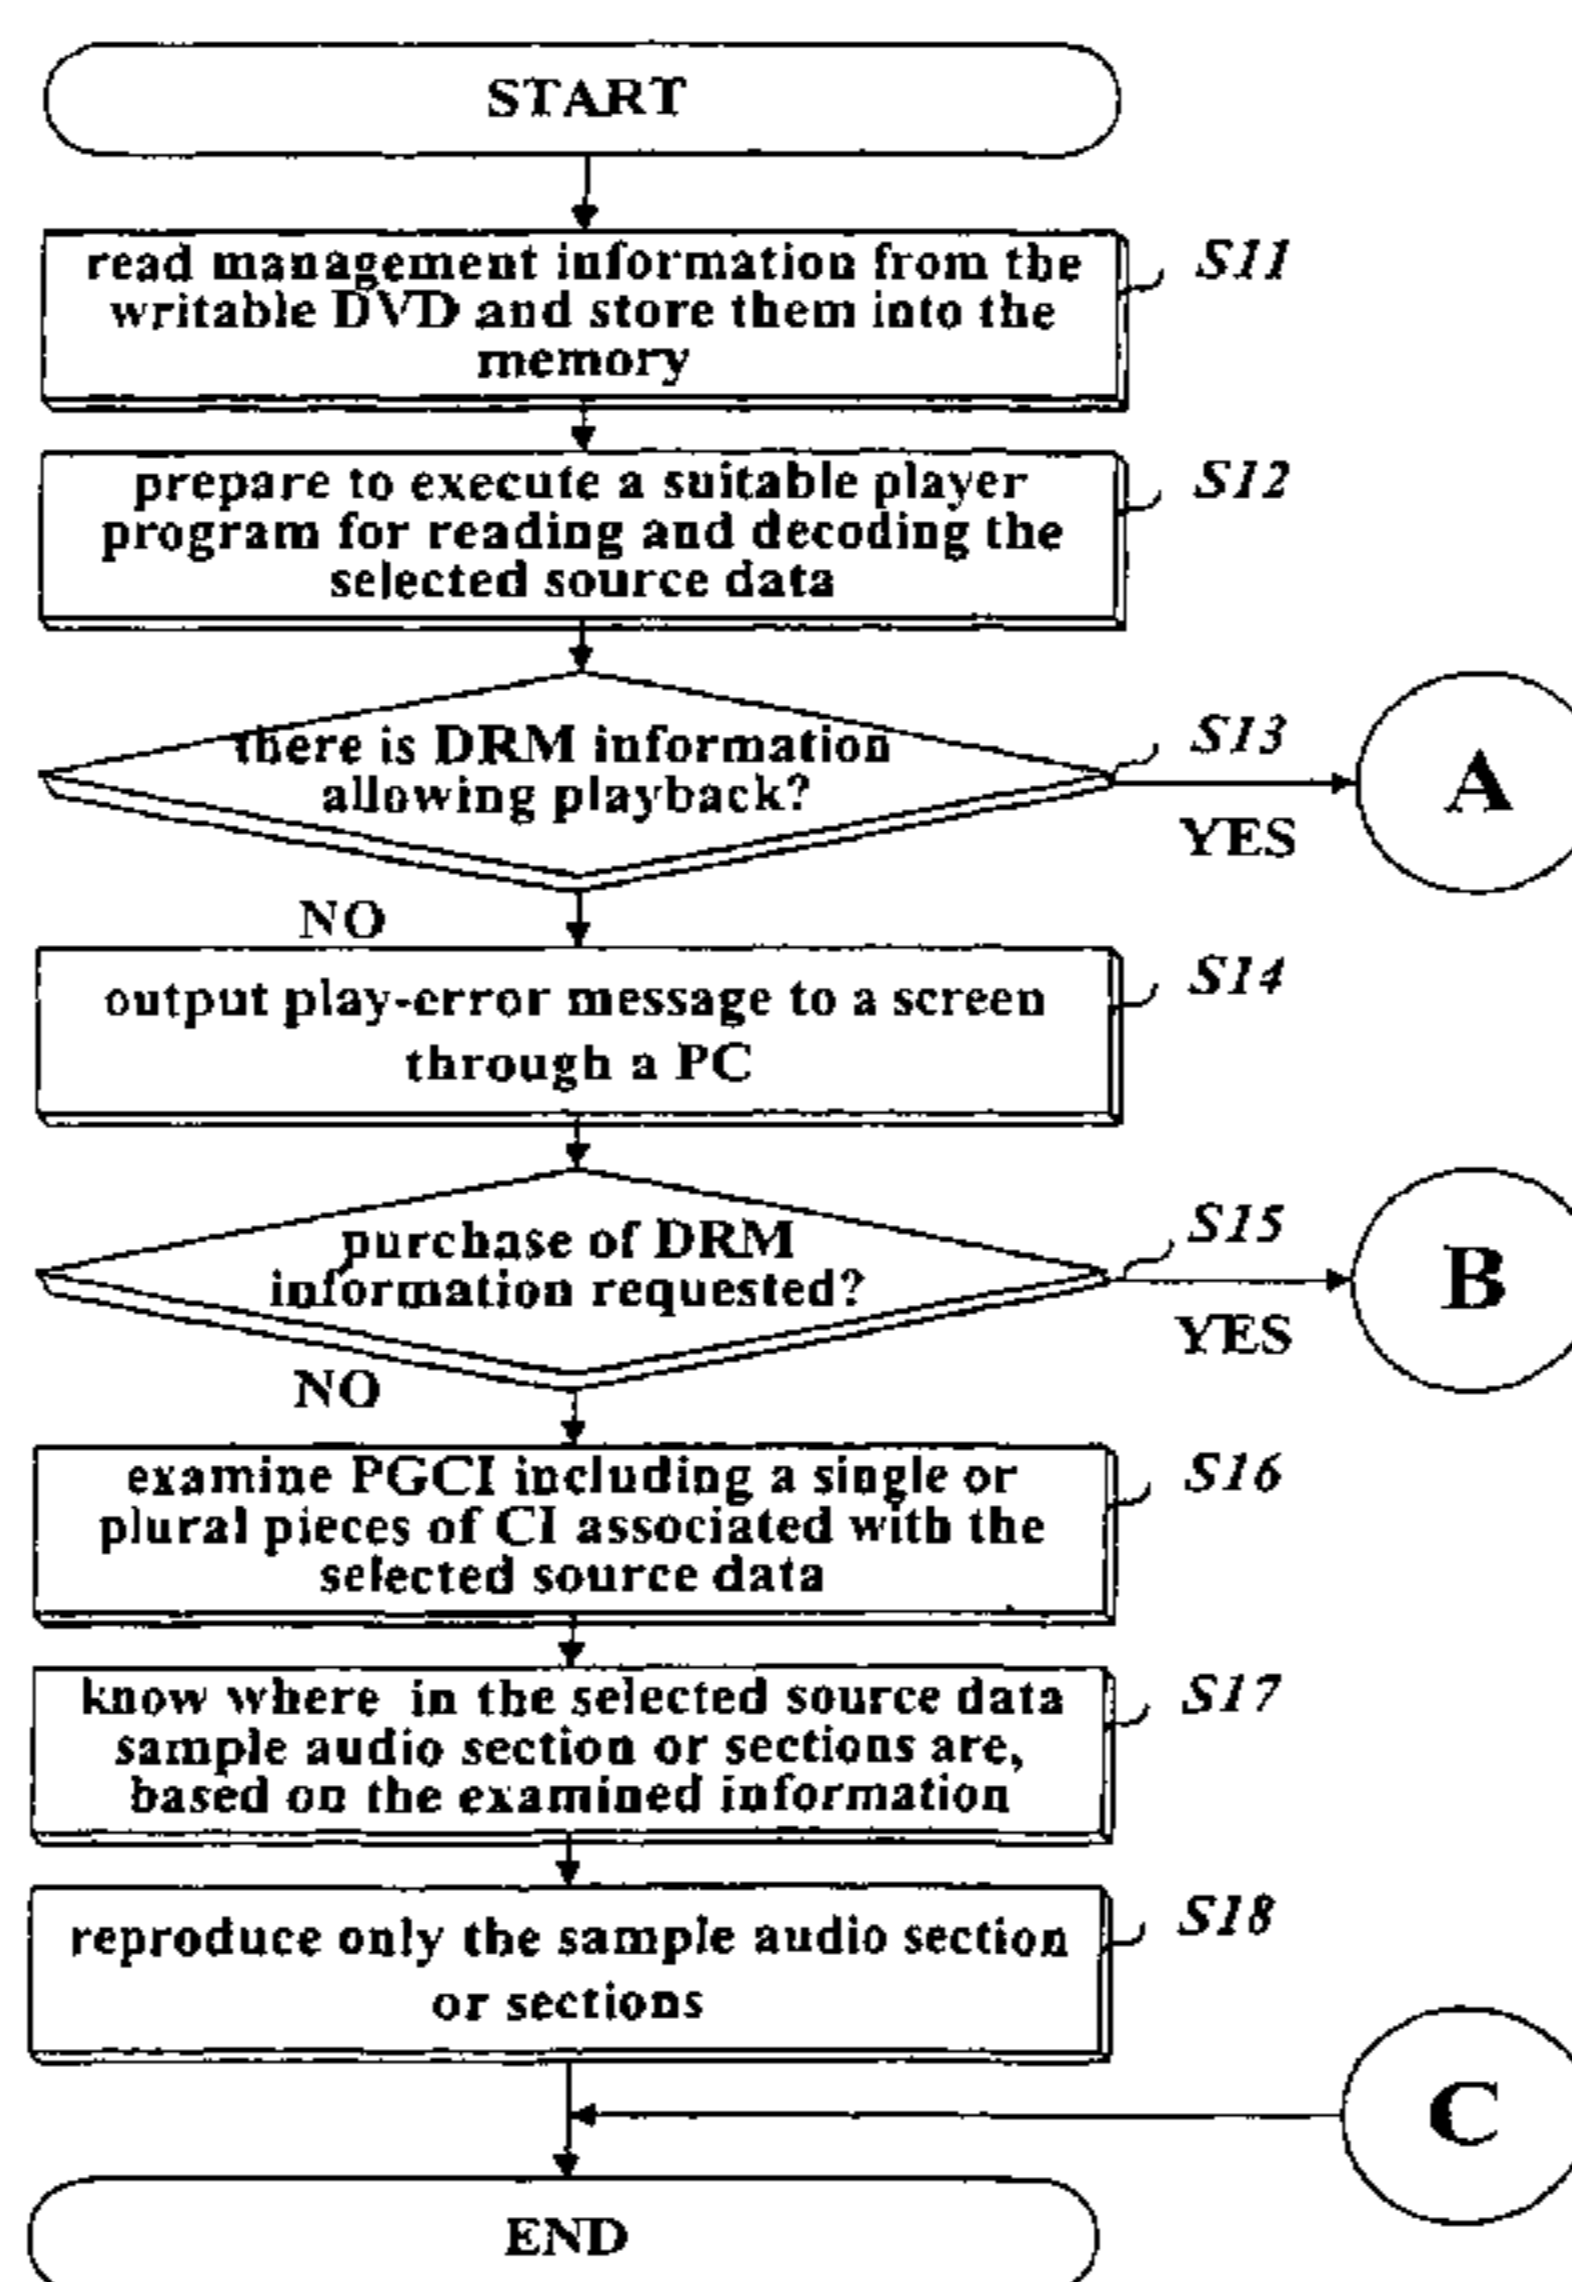 START
read management information from the
writable DVD and store them into the
memory
S11
prepare to execute a suitable player
program for reading and decoding the
selected source data
S12
there is DRM information
allowing playback?
S13
YES
A
NO
output play-error message to a screen
through a PC
S14
purchase of DRM
information requested?
S15
YES
B
NO
examine PGCI including a single or
plural pieces of CI associated with the
selected source data
S16
know where in the selected source data
sample audio section or sections are,
based on the examined information
S17
reproduce only the sample audio section
or sections
S18
C
END